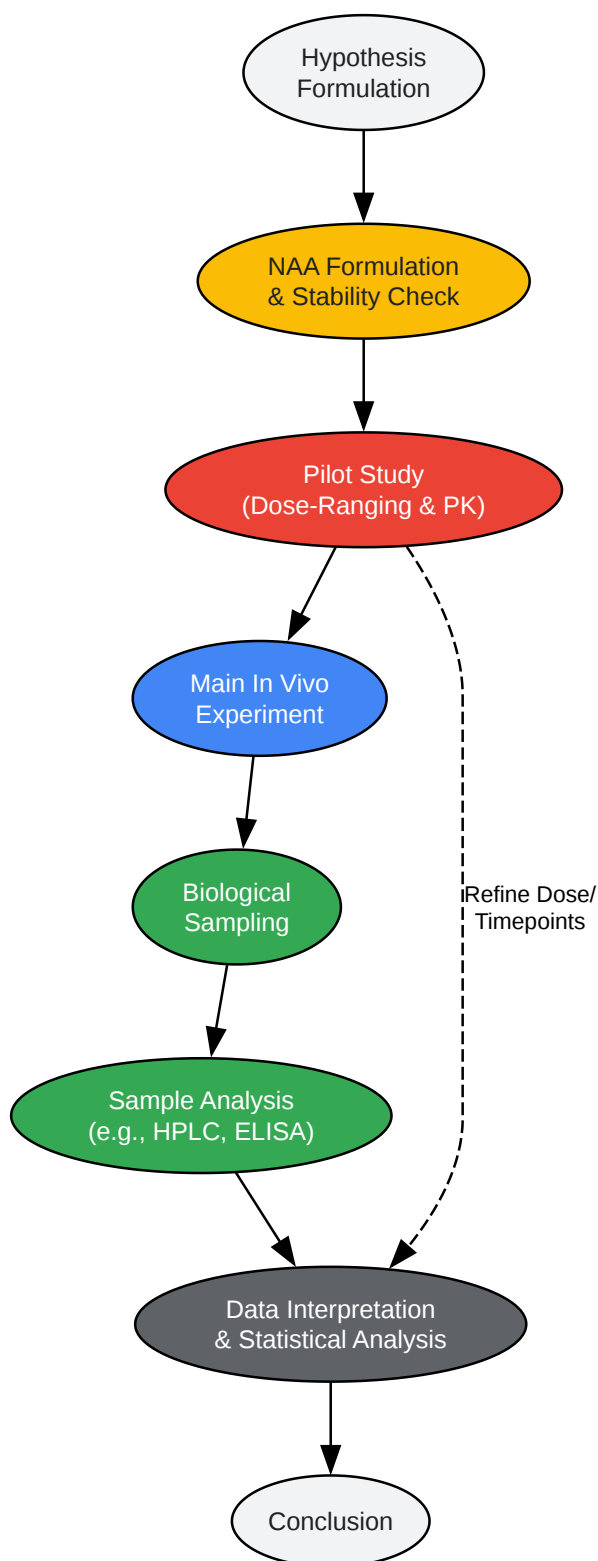 Hypothesis
Formulation
NAA Formulation
& Stability Check
Pilot Study
(Dose-Ranging & PK)
Main In Vivo
Experiment
Biological
Sampling
Refine Dose/
Timepoints
Sample Analysis
(e.g., HPLC, ELISA)
Data Interpretation
& Statistical Analysis
Conclusion